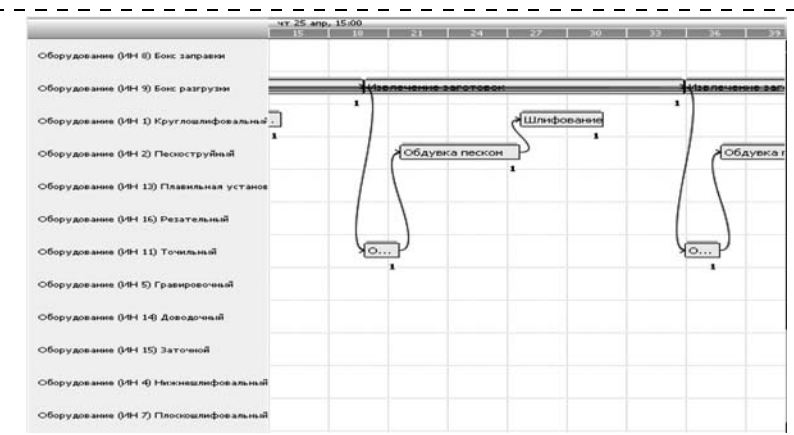 чт 25 апр, 15:00
15 18 21 24 27 30 33 36 39
Оборудование (ИН 8) Бокс заправки
Оборудование (ИН 9) Бокс разгрузки
Извлечение заготовок
Извлечение заг
1
1
Оборудование (ИН 1) Круглошлифовальны
..
Шлифование
1
1
Оборудование (ИН 2) Пескоструйный
Обдувка песком
Обдувка г
1
Оборудование (ИН 13) Плавильная установ
Оборудование (ИН 16) Резательный
Оборудование (ИН 11) Точильный
О...
О...
1
1
Оборудование (ИН 5) Гравировочный
Оборудование (ИН 14) Доводочный
Оборудование (ИН 15) Заточной
Оборудование (ИН 4) Нижнешлифовальный
Оборудование (ИН 7) Плоскошлифовальный